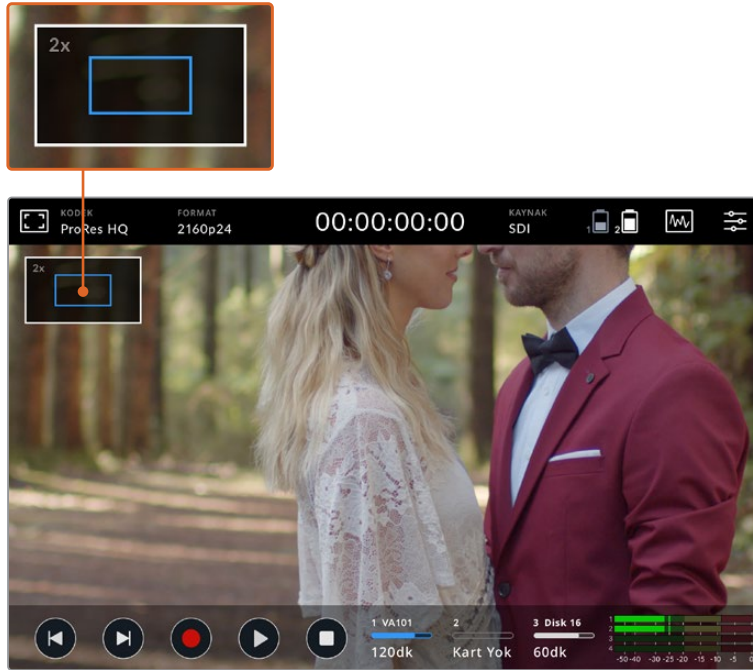 2x
KODEK
ProRes HQ
FORMAT
2160p24
00:00:00:00
KAYNAK
SDI
1
2
2x
1 VA101
120dk
2
Kart Yok
3 Disk 16
60dk
1
2
3
4
-50 -40 -30 -25 -20 -15 -10 -5